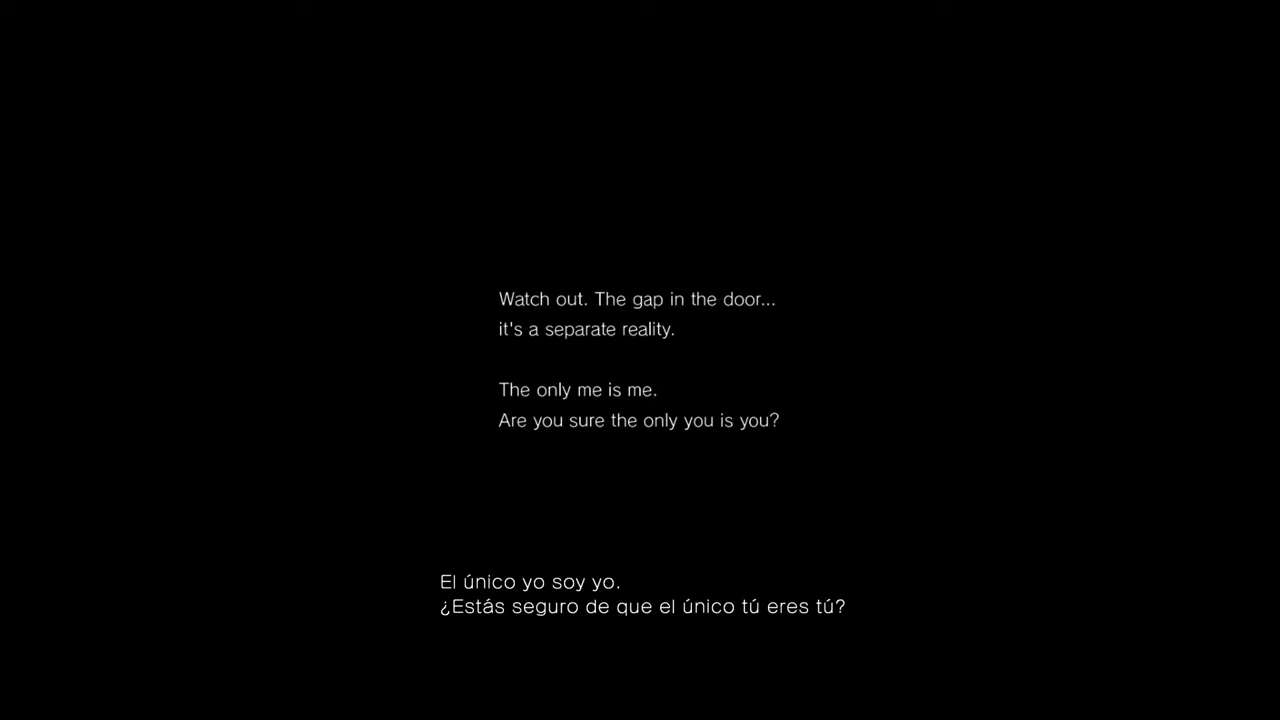 Watch out. The gap in the door...
it's a separate reality.
The only me is me.
Are you sure the only you is you?
El único yo soy yo.
¿Estás seguro de que el único tú eres tú?